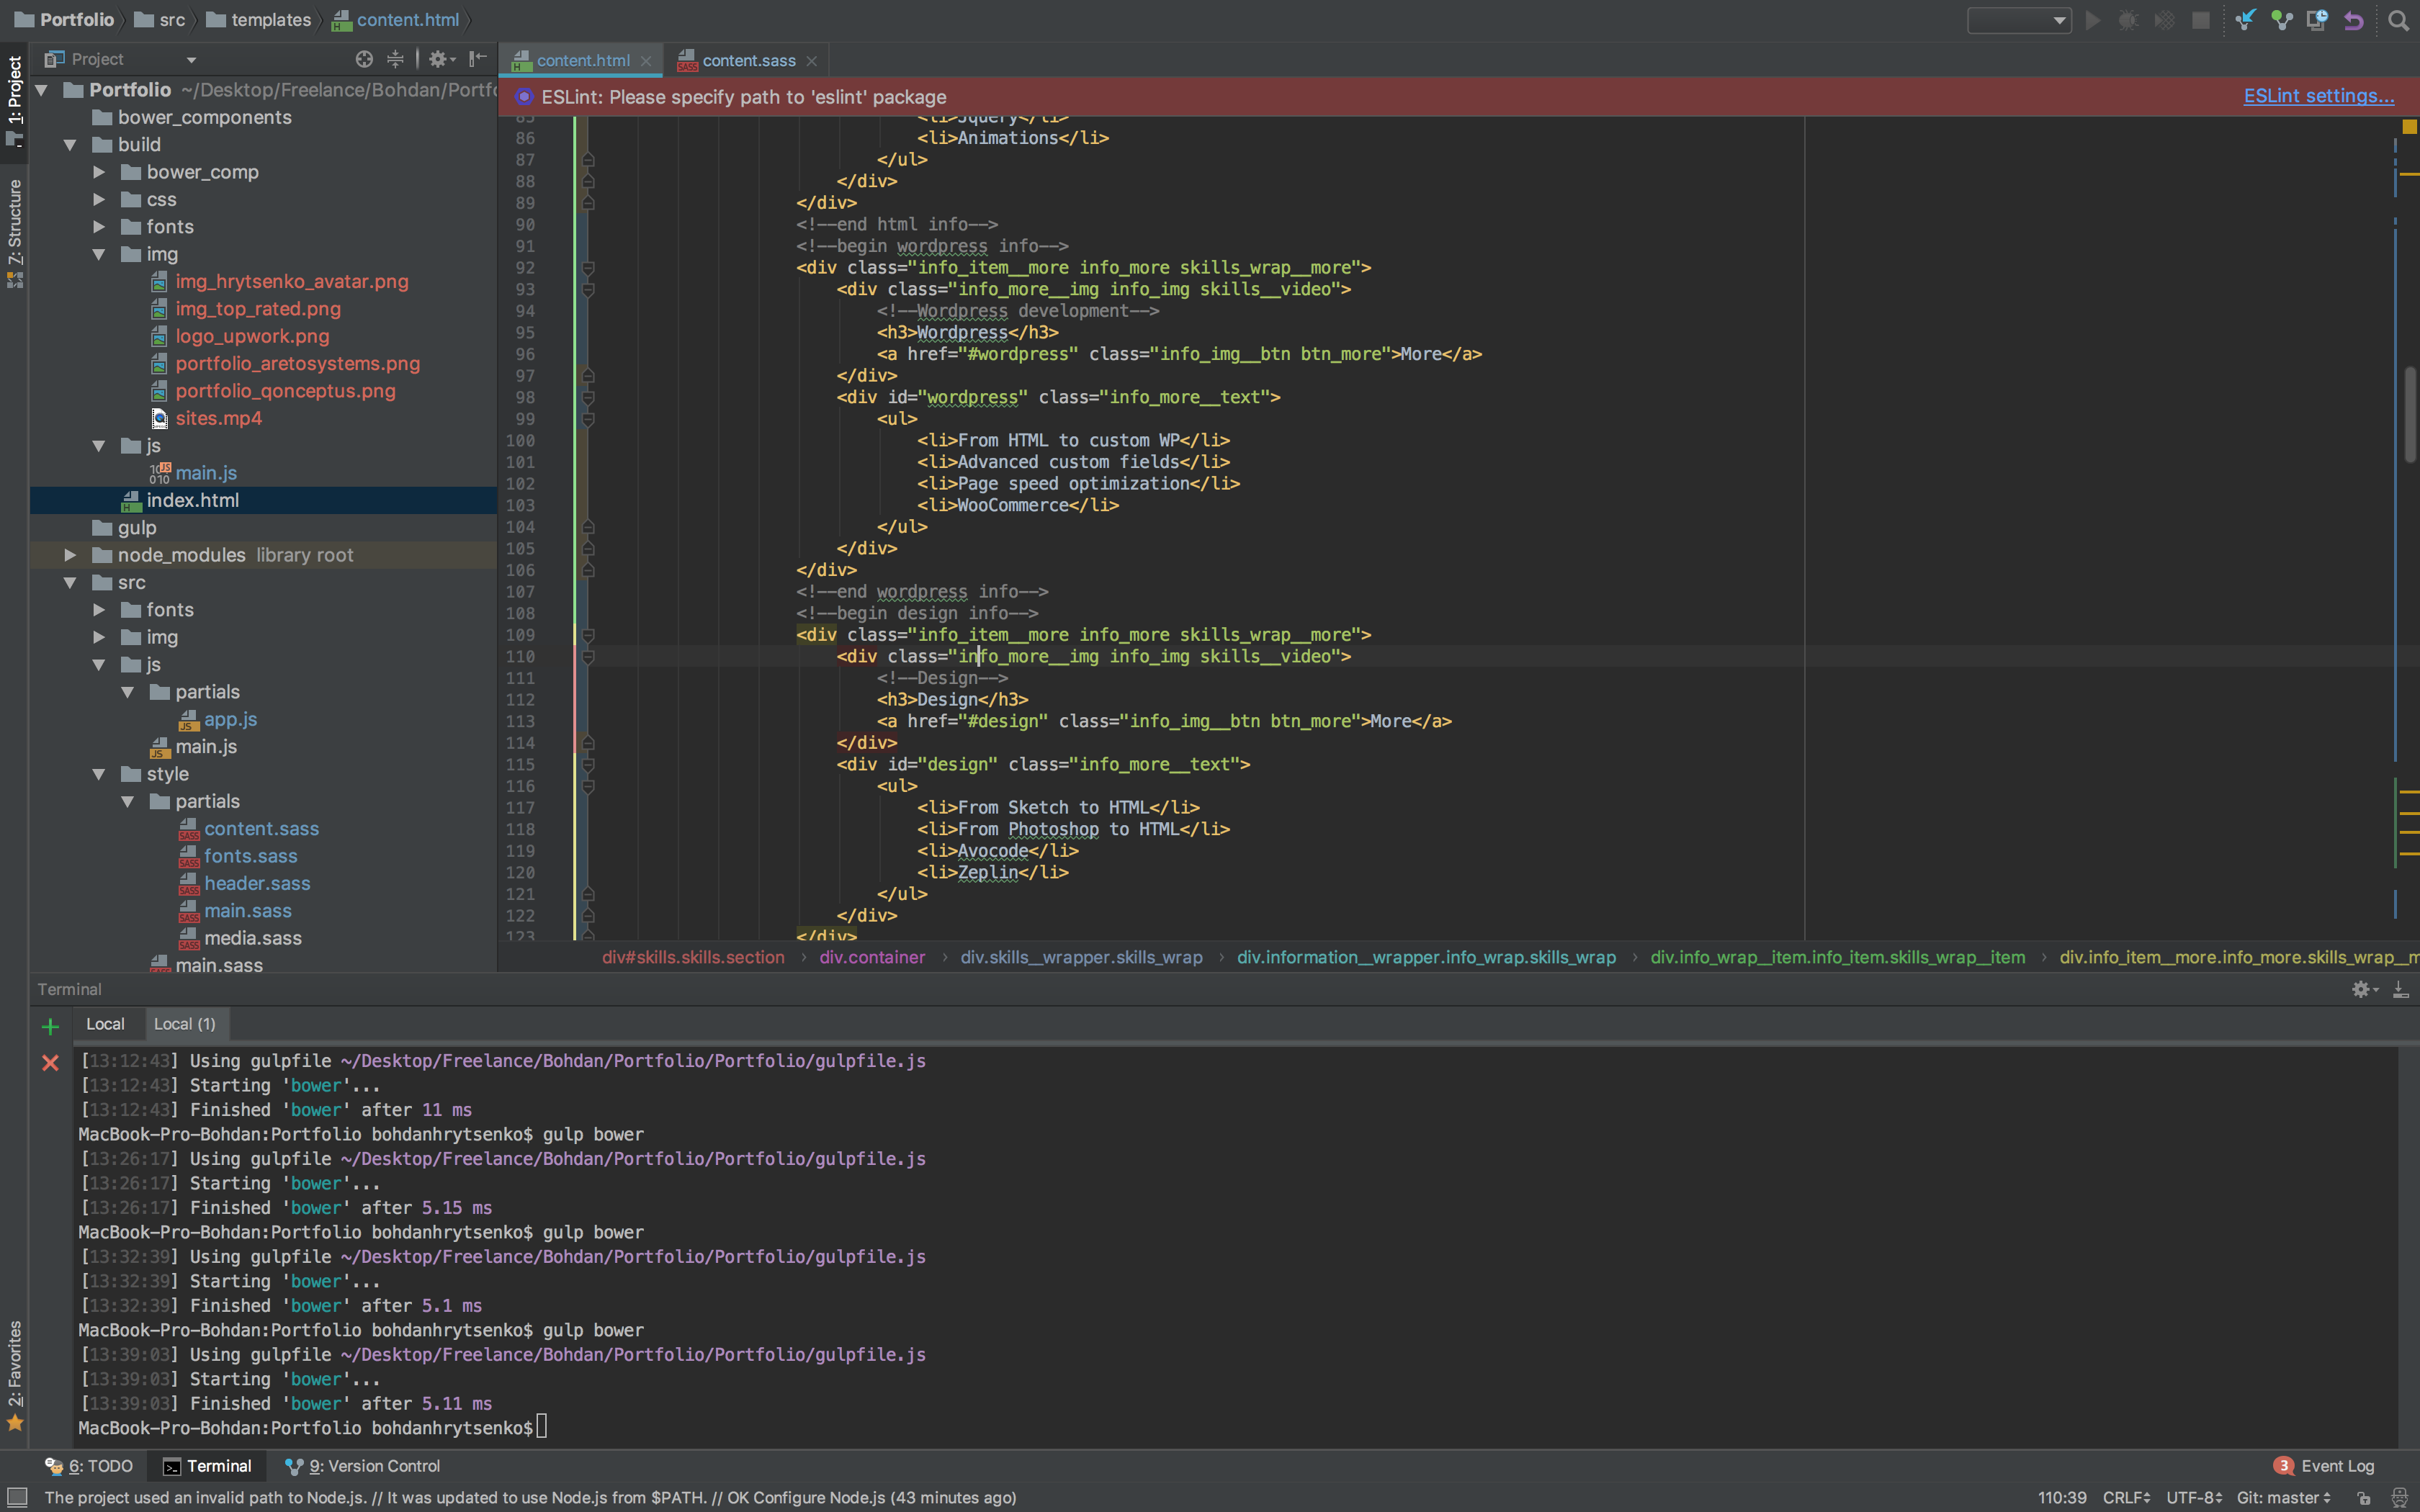 Portfolio src templates content.html
1: Project
7: Structure
2: Favorites
Project
Portfolio ~/Desktop/Freelance/Bohdan/Portfo
bower_components
build
bower_comp
css
fonts
img
img_hrytsenko_avatar.png
img_top_rated.png
logo_upwork.png
portfolio_aretosystems.png
portfolio_qonceptus.png
sites.mp4
js
main.js
index.html
gulp
node_modules library root
src
fonts
img
js
partials
app.js
main.js
style
partials
content.sass
fonts.sass
header.sass
main.sass
media.sass
main.sass
content.html content.sass
ESLint: Please specify path to 'eslint' package ESLint settings...
85 <li>Jquery</li>
86 <li>Animations</li>
87 </ul>
88 </div>
89 </div>
90 <!--end html info-->
91 <!--begin wordpress info-->
92 <div class="info_item__more info_more skills_wrap__more">
93 <div class="info_more__img info_img skills__video">
94 <!--Wordpress development-->
95 <h3>Wordpress</h3>
96 <a href="#wordpress" class="info_img__btn btn_more">More</a>
97 </div>
98 <div id="wordpress" class="info_more__text">
99 <ul>
100 <li>From HTML to custom WP</li>
101 <li>Advanced custom fields</li>
102 <li>Page speed optimization</li>
103 <li>WooCommerce</li>
104 </ul>
105 </div>
106 </div>
107 <!--end wordpress info-->
108 <!--begin design info-->
109 <div class="info_item__more info_more skills_wrap__more">
110 <div class="info_more__img info_img skills__video">
111 <!--Design-->
112 <h3>Design</h3>
113 <a href="#design" class="info_img__btn btn_more">More</a>
114 </div>
115 <div id="design" class="info_more__text">
116 <ul>
117 <li>From Sketch to HTML</li>
118 <li>From Photoshop to HTML</li>
119 <li>Avocode</li>
120 <li>Zeplin</li>
121 </ul>
122 </div>
123 </div>
div#skills.skills.section › div.container › div.skills__wrapper.skills_wrap › div.information__wrapper.info_wrap.skills_wrap › div.info_wrap__item.info_item.skills_wrap__item › div.info_item__more.info_more.skills_wrap__m
Terminal
Local Local (1)
[13:12:43] Using gulpfile ~/Desktop/Freelance/Bohdan/Portfolio/Portfolio/gulpfile.js
[13:12:43] Starting 'bower'...
[13:12:43] Finished 'bower' after 11 ms
MacBook-Pro-Bohdan:Portfolio bohdanhrytsenko$ gulp bower
[13:26:17] Using gulpfile ~/Desktop/Freelance/Bohdan/Portfolio/Portfolio/gulpfile.js
[13:26:17] Starting 'bower'...
[13:26:17] Finished 'bower' after 5.15 ms
MacBook-Pro-Bohdan:Portfolio bohdanhrytsenko$ gulp bower
[13:32:39] Using gulpfile ~/Desktop/Freelance/Bohdan/Portfolio/Portfolio/gulpfile.js
[13:32:39] Starting 'bower'...
[13:32:39] Finished 'bower' after 5.1 ms
MacBook-Pro-Bohdan:Portfolio bohdanhrytsenko$ gulp bower
[13:39:03] Using gulpfile ~/Desktop/Freelance/Bohdan/Portfolio/Portfolio/gulpfile.js
[13:39:03] Starting 'bower'...
[13:39:03] Finished 'bower' after 5.11 ms
MacBook-Pro-Bohdan:Portfolio bohdanhrytsenko$
6: TODO Terminal 9: Version Control 3 Event Log
The project used an invalid path to Node.js. // It was updated to use Node.js from $PATH. // OK Configure Node.js (43 minutes ago) 110:39 CRLF UTF-8 Git: master